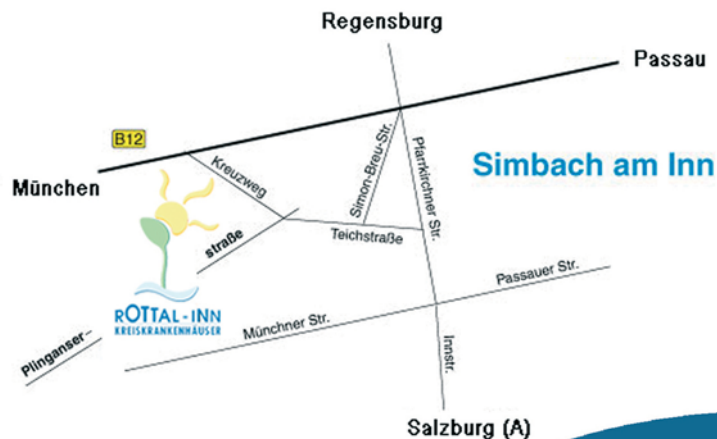 Regensburg
Passau
B12
München
Kreuzweg
Simon-Breu-Str.
Pfarrkirchner Str.
Simbach am Inn
straße
Teichstraße
Passauer Str.
ROTTAL-INN
KREISKRANKENHÄUSER
Münchner Str.
Plinganser-
Innstr.
Salzburg (A)